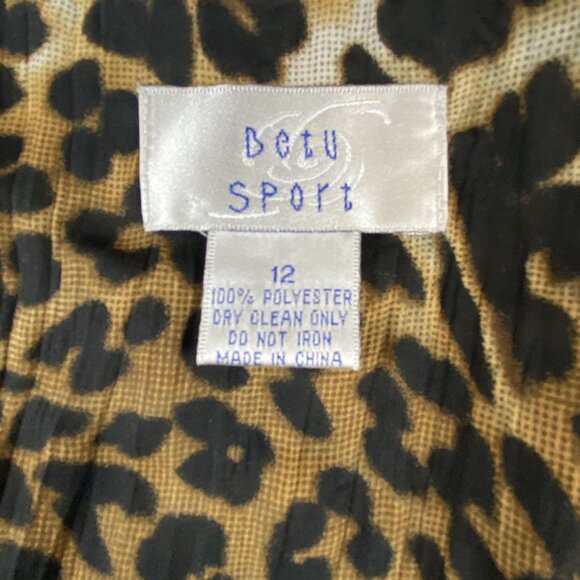 Betu
Sport
12
100% POLYESTER
DRY CLEAN ONLY
DO NOT IRON
MADE IN CHINA